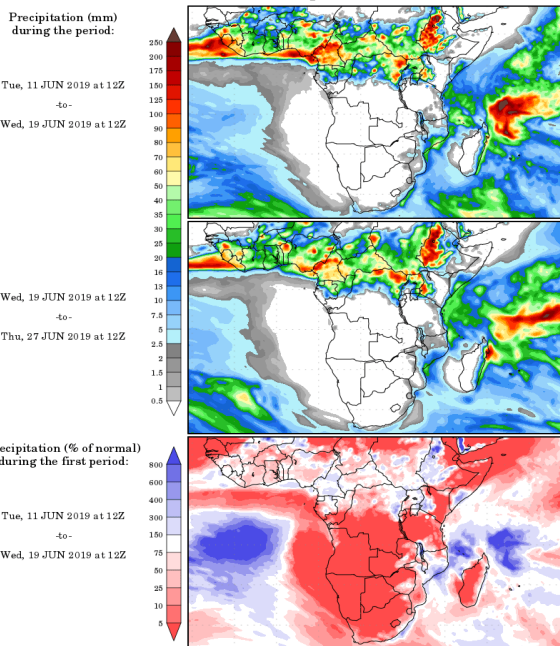 Precipitation (mm)
during the period:
Tue, 11 JUN 2019 at 12Z
-to-
Wed, 19 JUN 2019 at 12Z
250
200
175
150
125
100
90
80
70
60
50
40
35
30
25
20
16
13
10
7.5
5
2.5
2
1.5
1
0.5
Wed, 19 JUN 2019 at 12Z
-to-
Thu, 27 JUN 2019 at 12Z
ecipitation (% of normal)
during the first period:
Tue, 11 JUN 2019 at 12Z
-to-
Wed, 19 JUN 2019 at 12Z
800
600
400
300
150
75
50
25
10
5